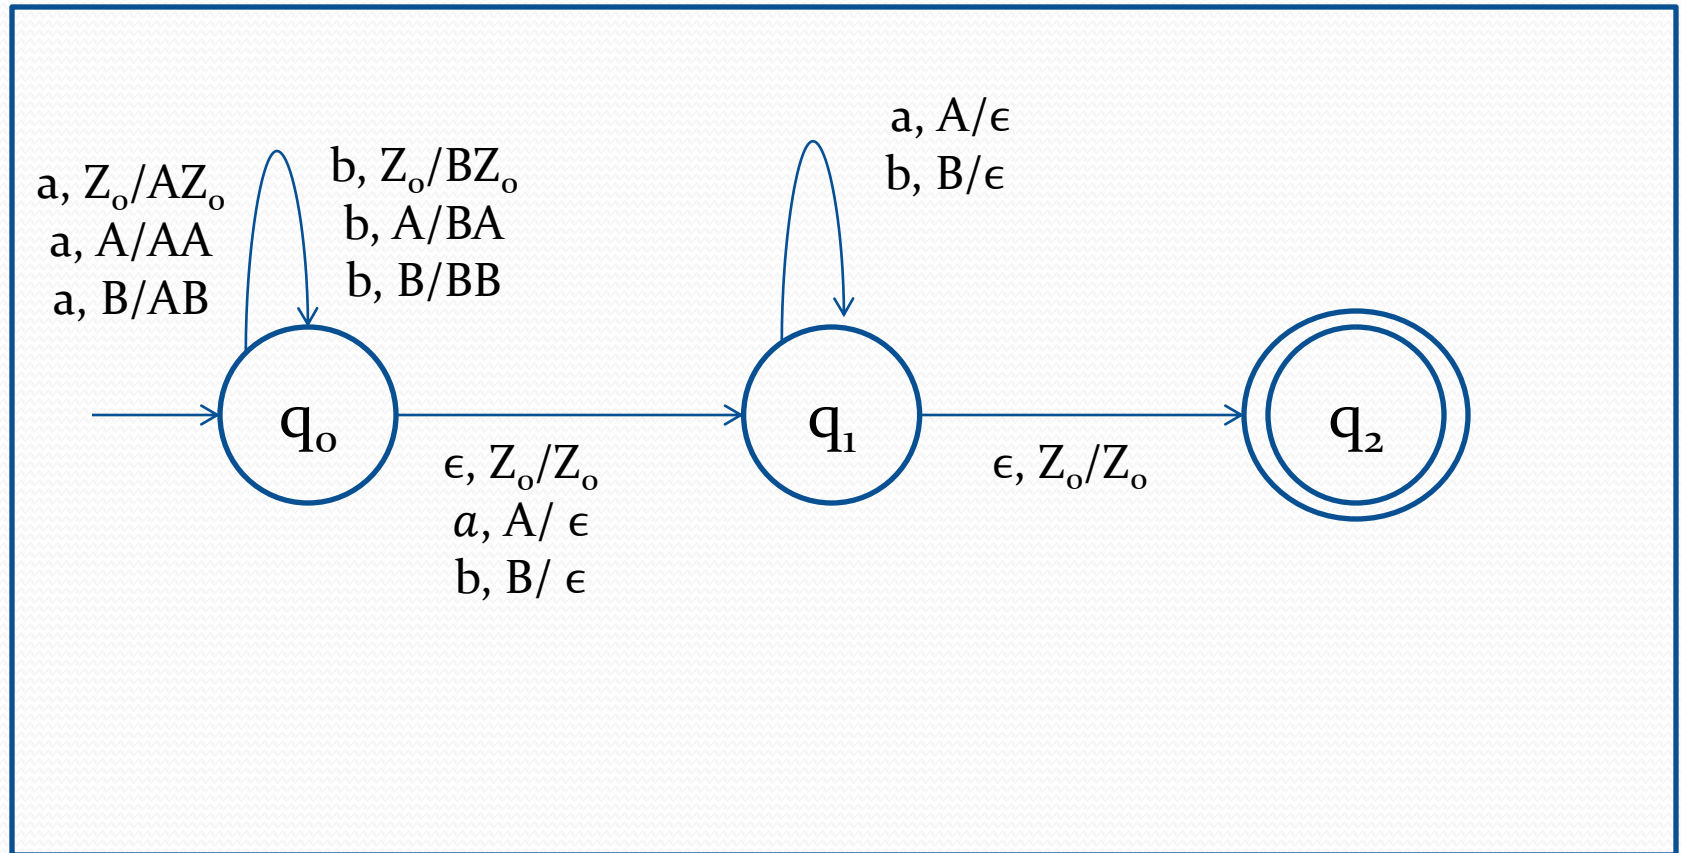 a, Z₀/AZ₀
a, A/AA
a, B/AB
b, Z₀/BZ₀
b, A/BA
b, B/BB
a, A/ϵ
b, B/ϵ
q₀
q₁
q₂
ϵ, Z₀/Z₀
a, A/ ϵ
b, B/ ϵ
ϵ, Z₀/Z₀